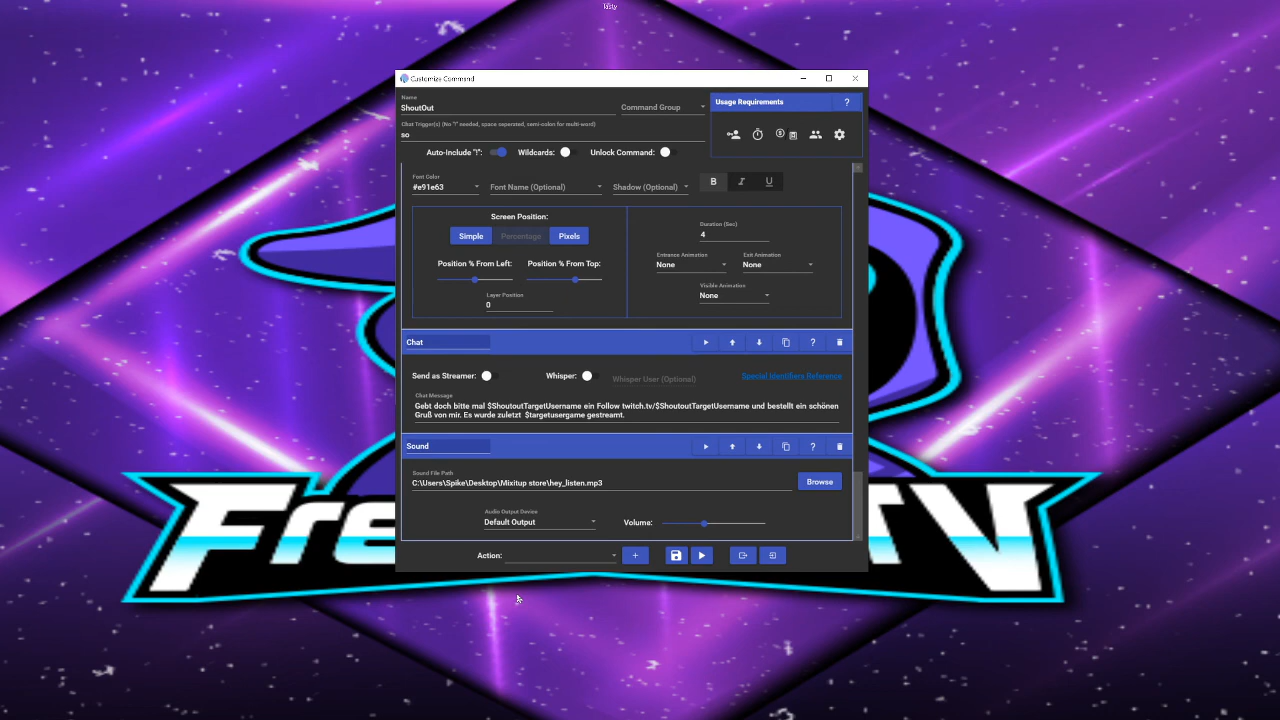 Customize Command
Name
ShoutOut
Command Group
Usage Requirements
?
Chat Trigger(s) (No "!" needed, space seperated, semi-colon for multi-word)
so
Auto-Include "!":
Wildcards:
Unlock Command:
Font Color
#e91e63
Font Name (Optional)
Shadow (Optional)
B I U
Screen Position:
Simple
Percentage
Pixels
Position % From Left:
Position % From Top:
Layer Position
0
Duration (Sec)
4
Entrance Animation
None
Exit Animation
None
Visible Animation
None
Chat
?
Send as Streamer:
Whisper:
Whisper User (Optional)
Special Identifiers Reference
Chat Message
Gebt doch bitte mal $ShoutoutTargetUsername ein Follow twitch.tv/$ShoutoutTargetUsername und bestellt ein schönen
Gruß von mir. Es wurde zuletzt $targetusergame gestreamt.
Sound
?
Sound File Path
C:\Users\Spike\Desktop\Mixitup store\hey_listen.mp3
Browse
Audio Output Device
Default Output
Volume:
Action:
+
Fre
TV